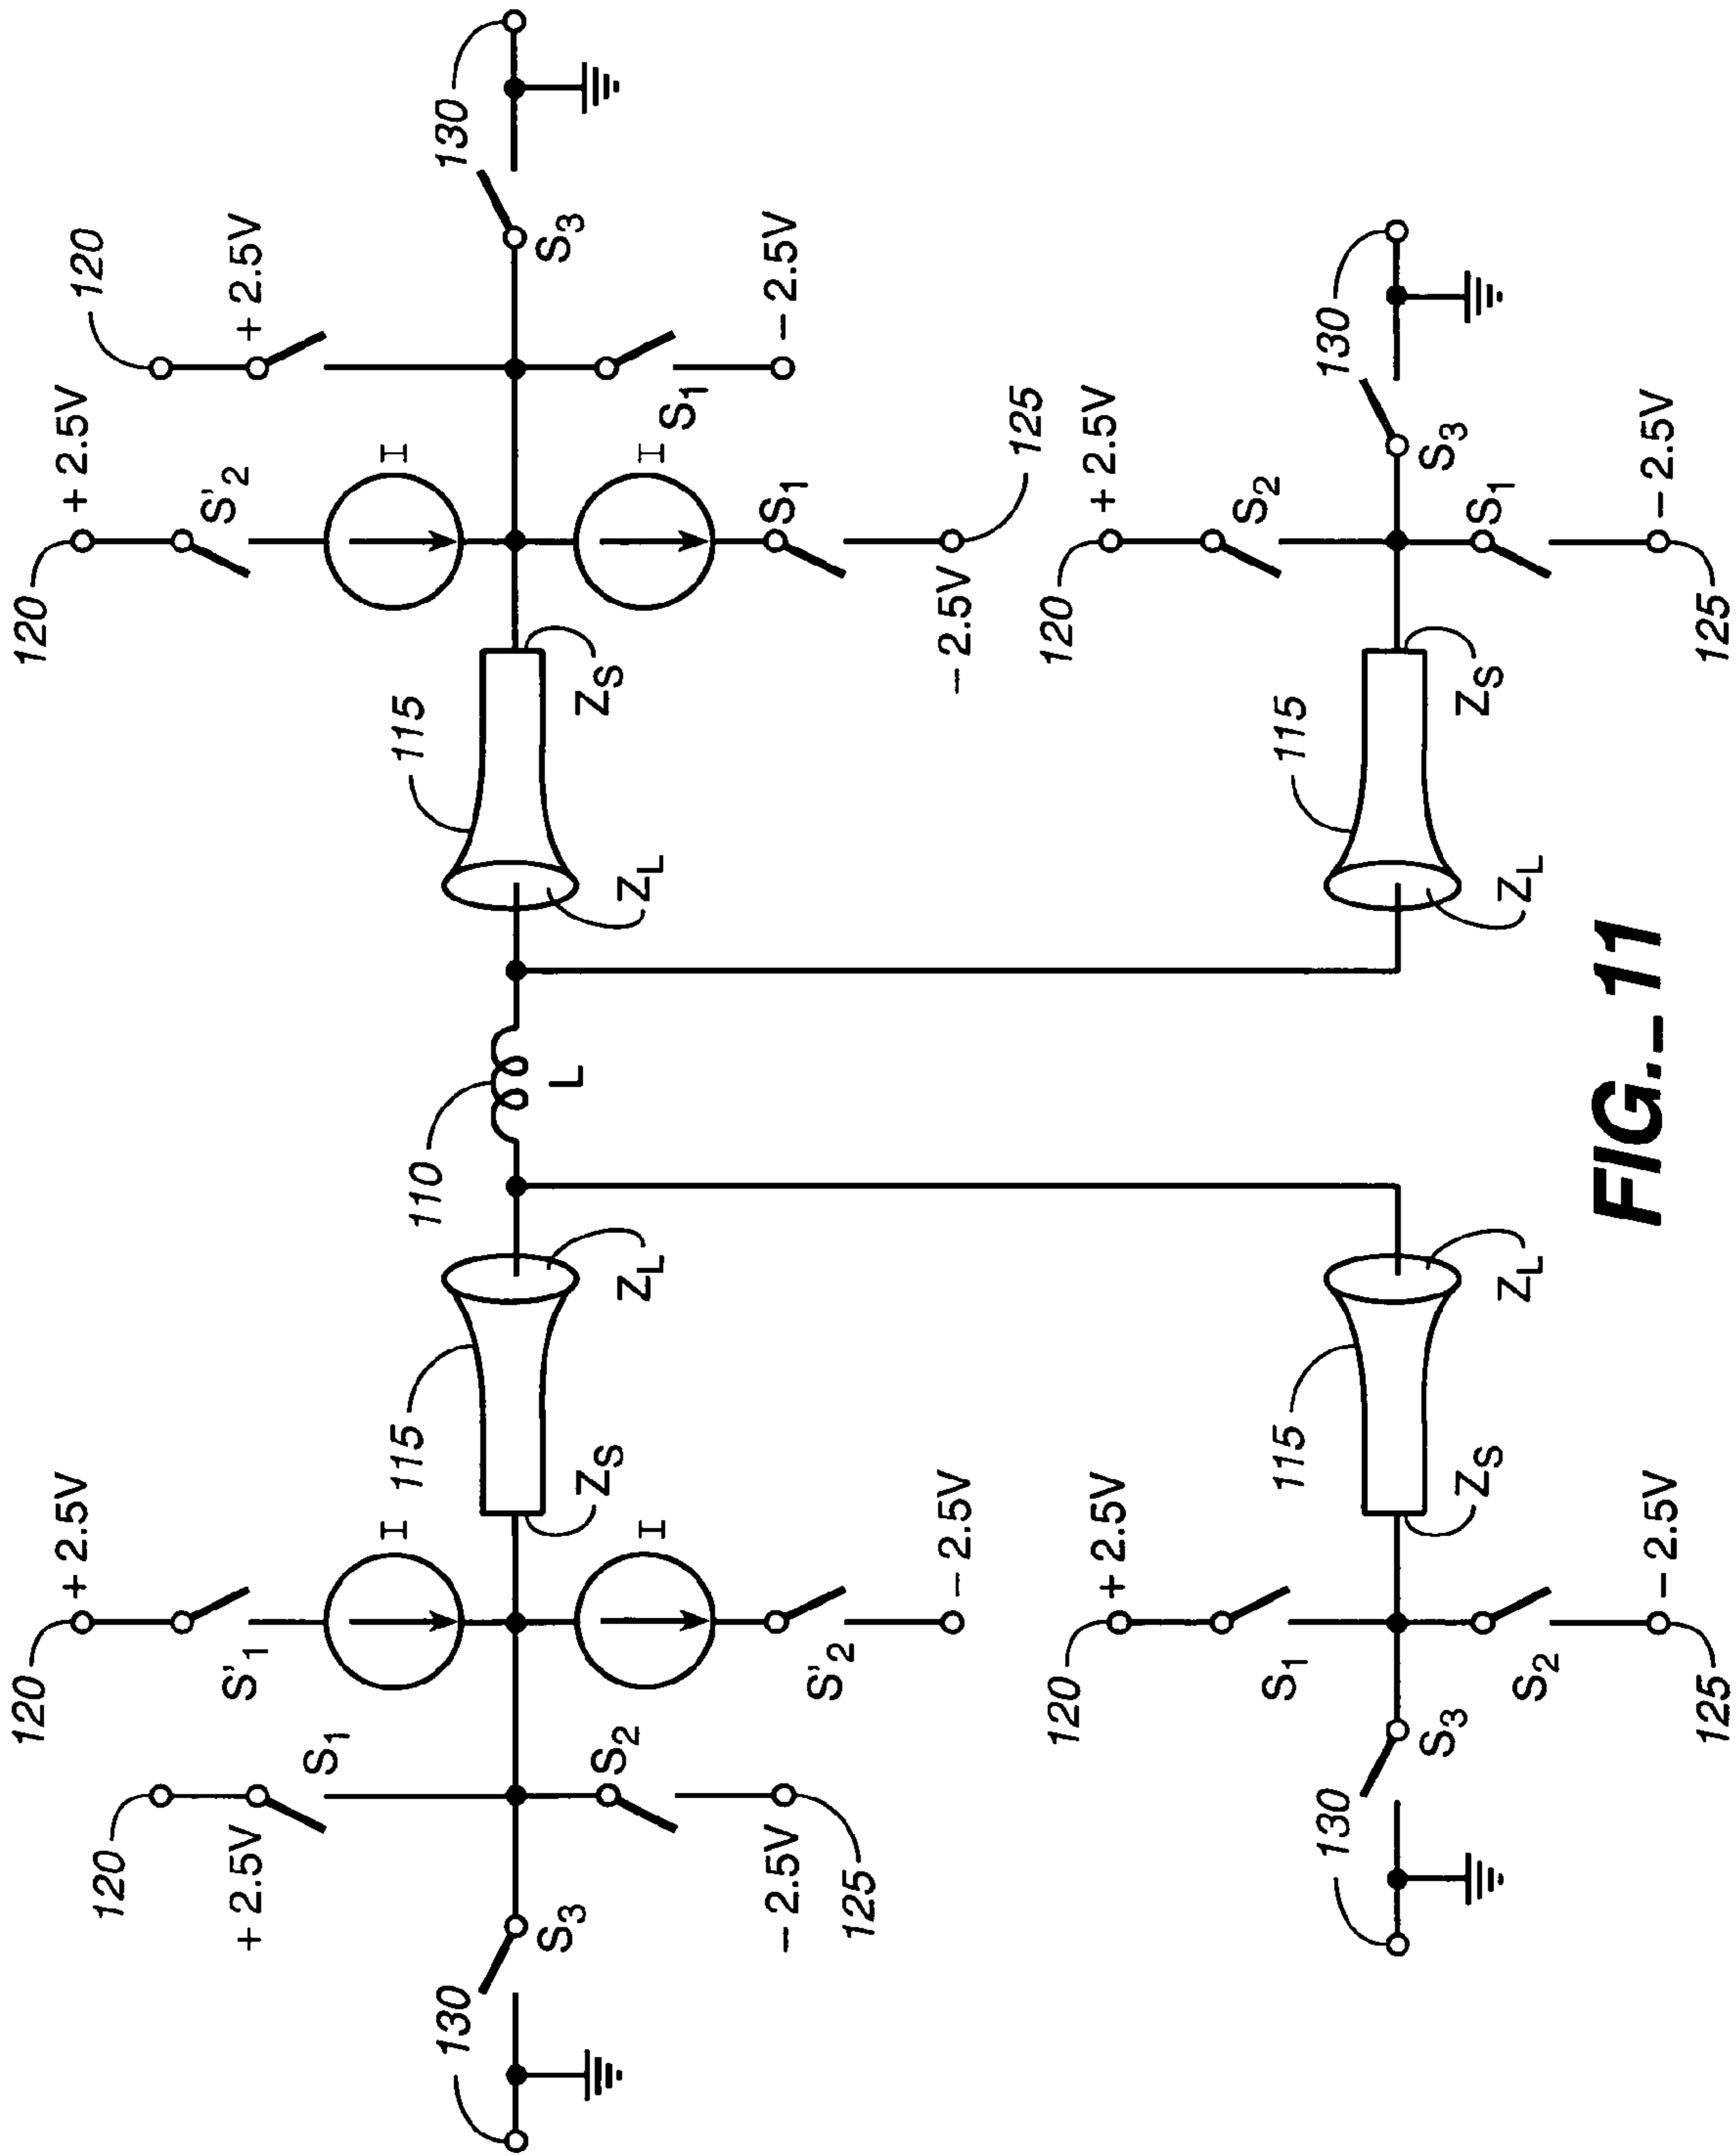 120
120
+ 2.5V
+ 2.5V
120
120
+ 2.5V
S'1
S'2
+ 2.5V
S1
I
I
130
115
110
115
130
S3
L
S3
ZS
ZL
ZL
ZS
S2
I
I
S1
- 2.5V
S'2
S1
- 2.5V
125
- 2.5V
- 2.5V
125
120
120
+ 2.5V
+ 2.5V
S1
S2
130
115
115
130
S3
S3
ZS
ZL
ZL
ZS
S2
S1
- 2.5V
- 2.5V
125
125
FIG.-11